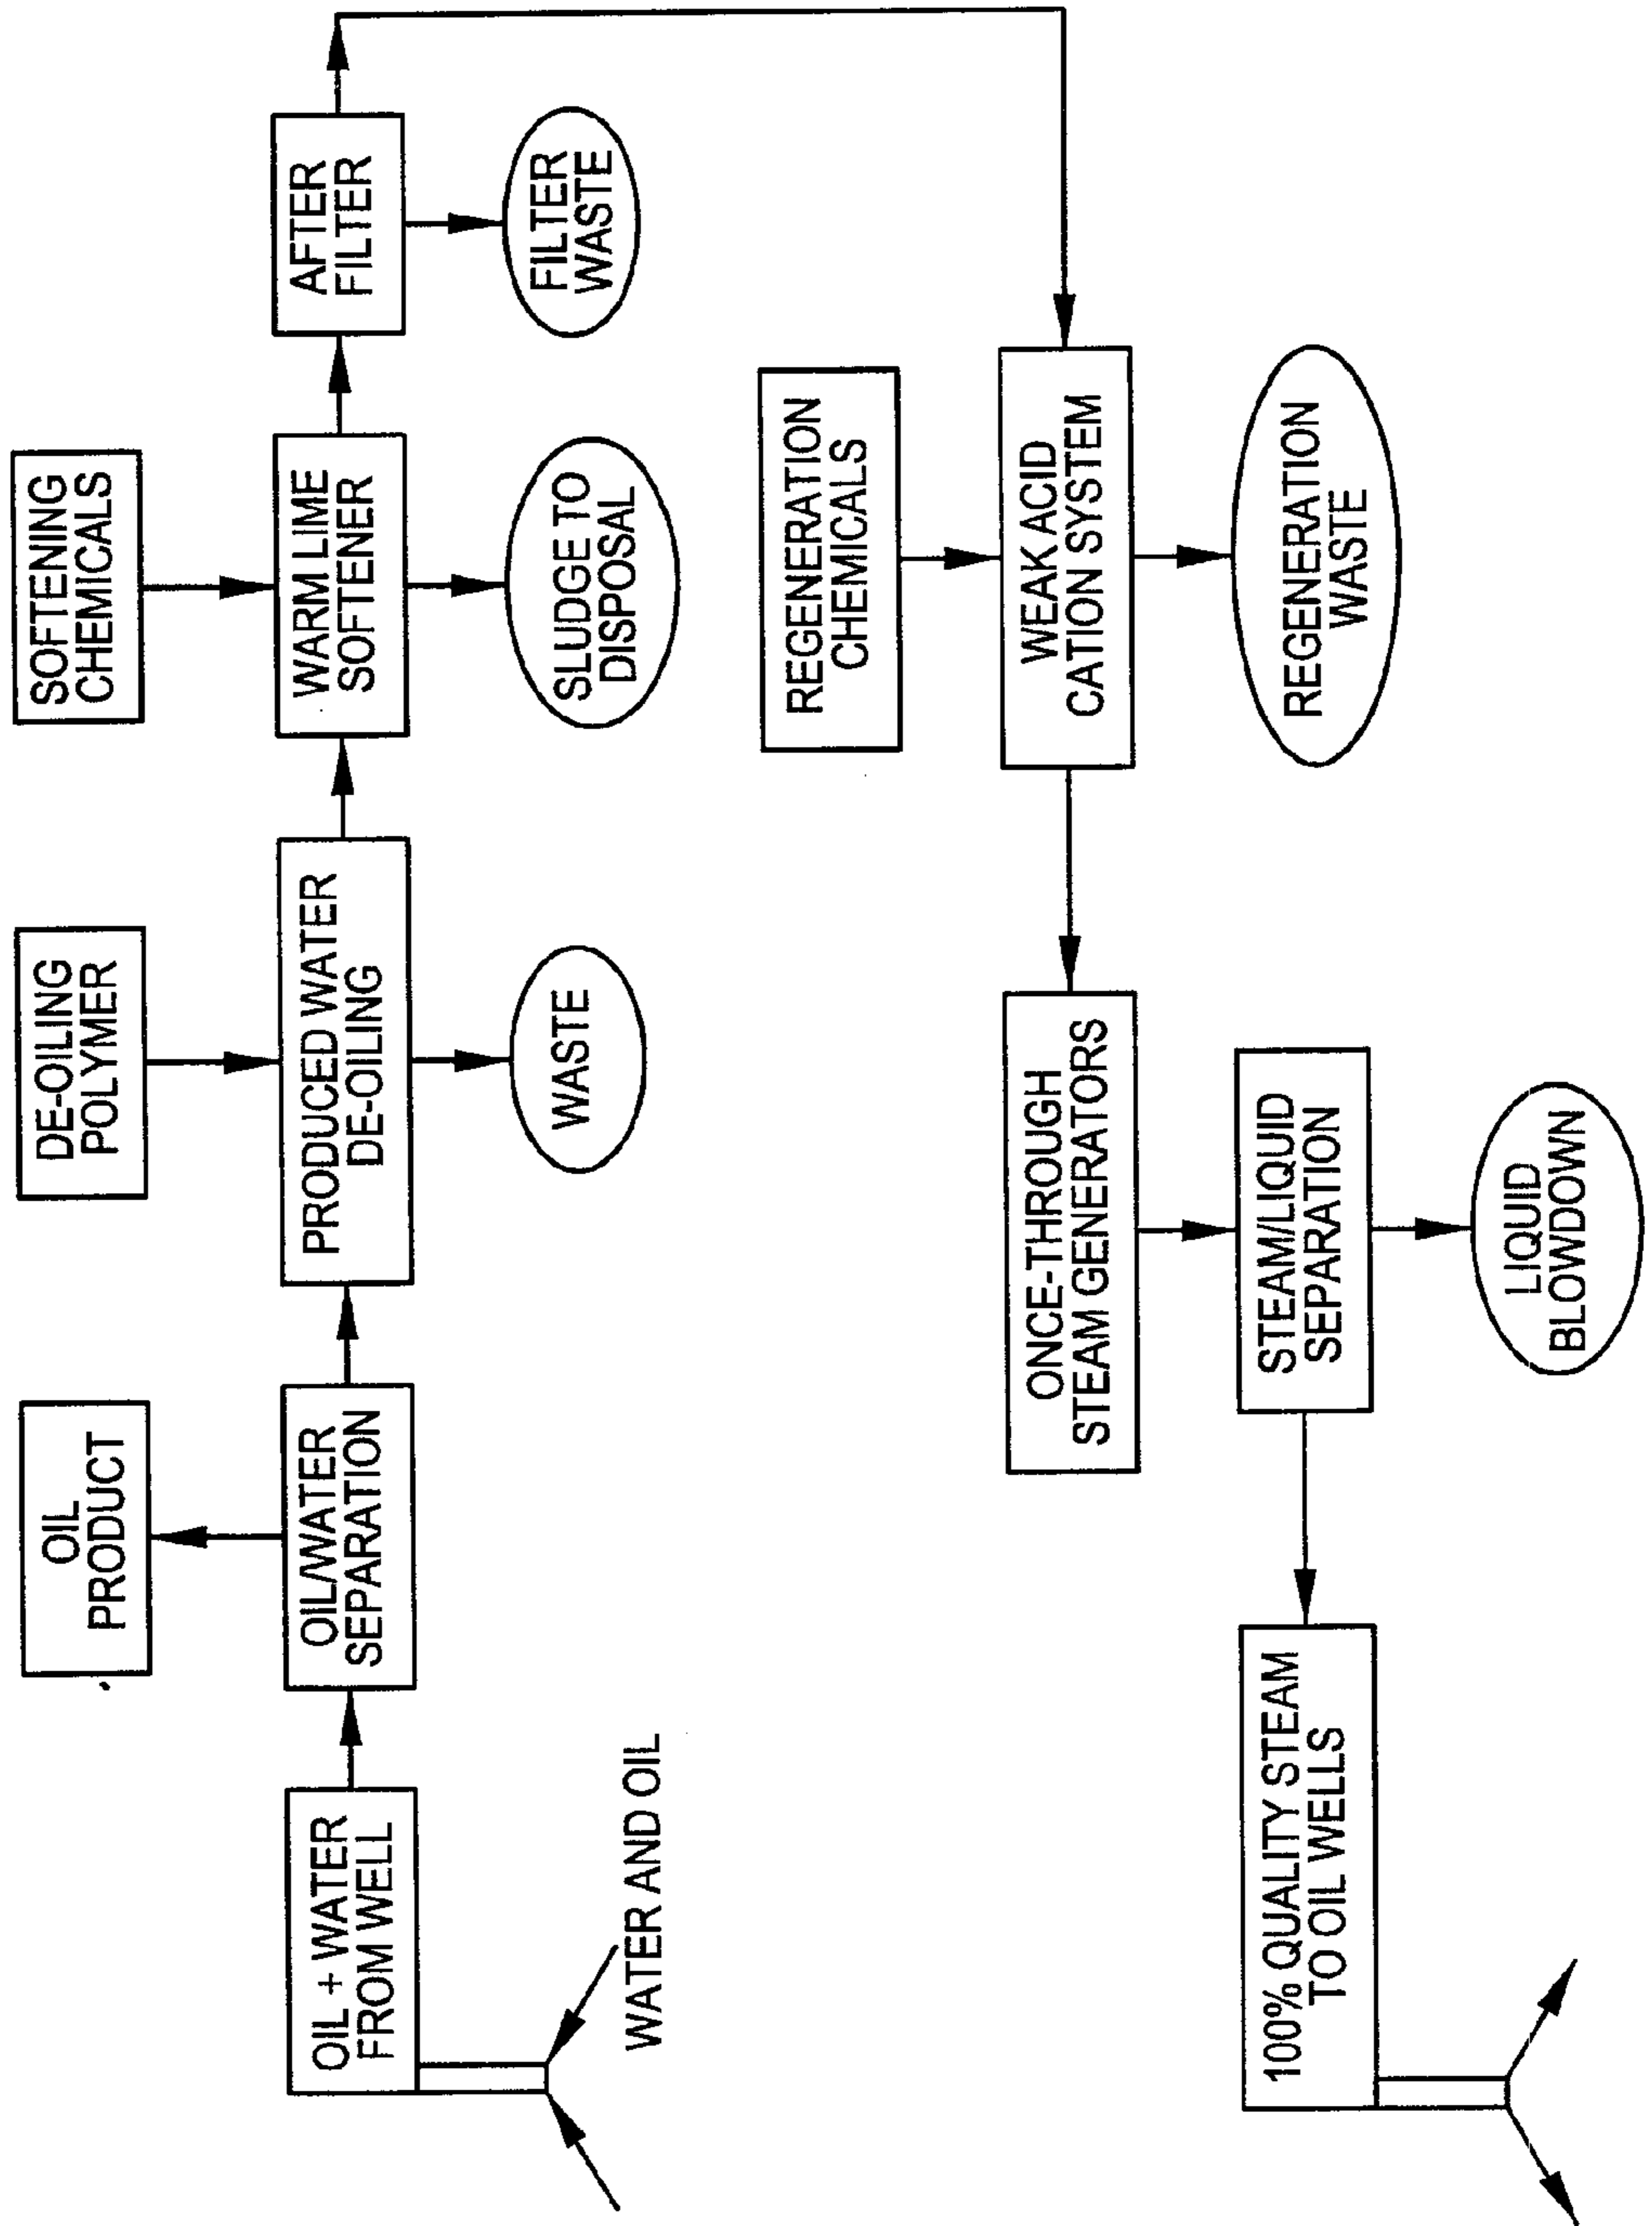 OIL
PRODUCT
DE-OILING
POLYMER
SOFTENING
CHEMICALS
OIL + WATER
FROM WELL
OIL/WATER
SEPARATION
PRODUCED WATER
DE-OILING
WARM LIME
SOFTENER
AFTER
FILTER
WATER AND OIL
WASTE
SLUDGE TO
DISPOSAL
FILTER
WASTE
REGENERATION
CHEMICALS
ONCE-THROUGH
STEAM GENERATORS
WEAK ACID
CATION SYSTEM
100% QUALITY STEAM
TO OIL WELLS
STEAM/LIQUID
SEPARATION
REGENERATION
WASTE
LIQUID
BLOWDOWN